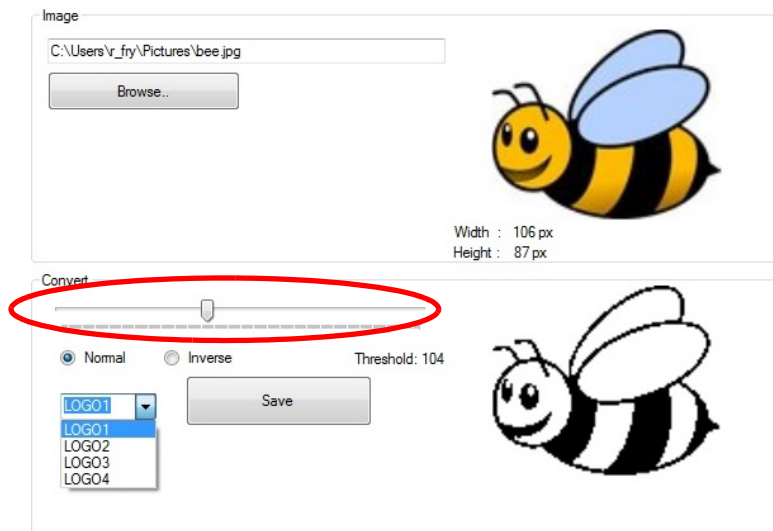 Image
C:\Users\r_fry\Pictures\bee.jpg
Browse..
Width : 106 px
Height : 87 px
Convert
Normal Inverse Threshold: 104
LOGO1 Save
LOGO1
LOGO2
LOGO3
LOGO4